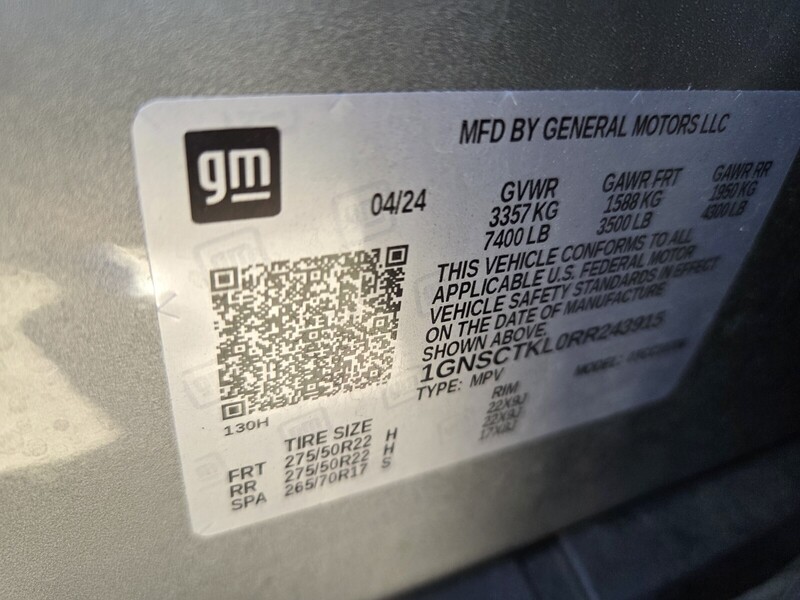 gm
MFD BY GENERAL MOTORS LLC
04/24
GVWR GAWR FRT GAWR RR
3357 KG 1588 KG 1950 KG
7400 LB 3500 LB 4300 LB
THIS VEHICLE CONFORMS TO ALL
APPLICABLE U.S. FEDERAL MOTOR
VEHICLE SAFETY STANDARDS IN EFFECT
ON THE DATE OF MANUFACTURE
SHOWN ABOVE.
1GNSCTKL0RR243915
TYPE: MPV MODEL:
130H
TIRE SIZE RIM
FRT 275/50R22 H 22X9J
RR 275/50R22 H 22X9J
SPA 265/70R17 S 17X8J